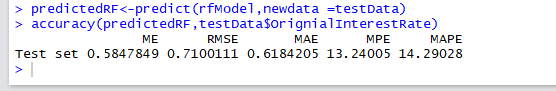 > predictedRF<-predict(rfModel,newdata =testData)
> accuracy(predictedRF,testData$OrignialInterestRate)
ME RMSE MAE MPE MAPE
Test set 0.5847849 0.7100111 0.6184205 13.24005 14.29028
>